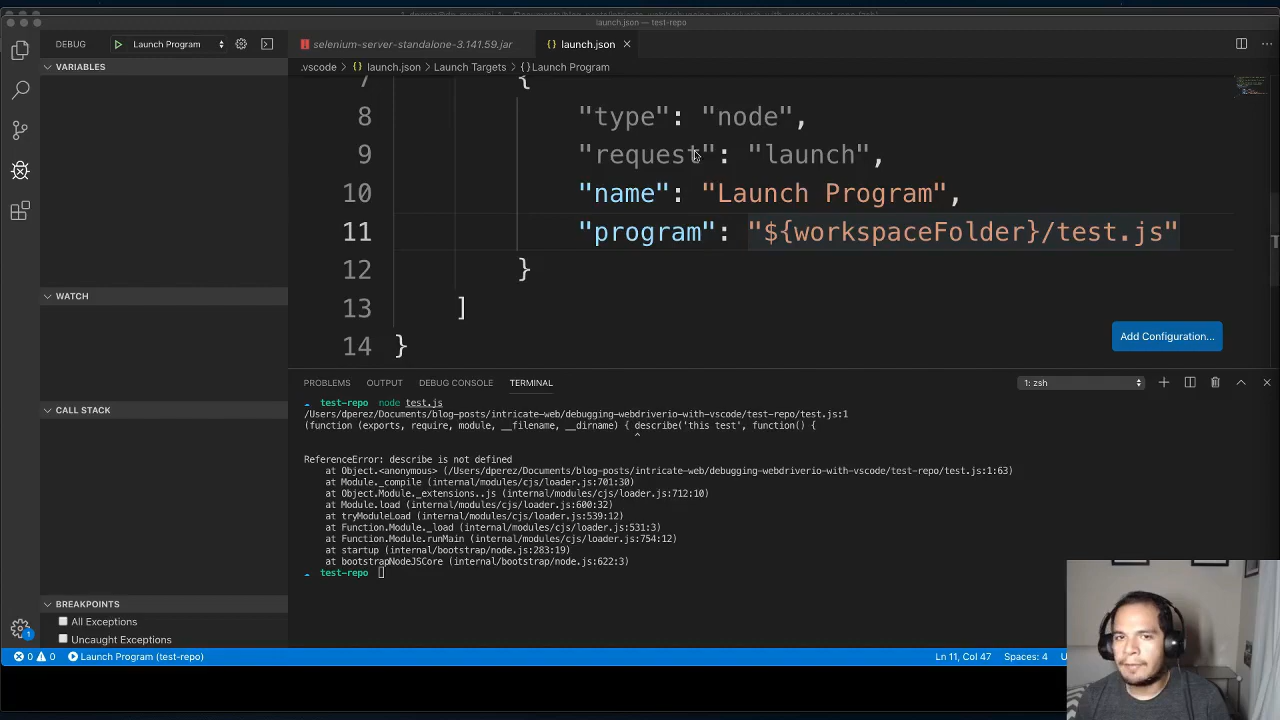 launch.json — test-repo
DEBUG
Launch Program
selenium-server-standalone-3.141.59.jar
{} launch.json
.vscode > {} launch.json > Launch Targets > {} Launch Program
VARIABLES
WATCH
CALL STACK
BREAKPOINTS
All Exceptions
Uncaught Exceptions
7 {
8 "type": "node",
9 "request": "launch",
10 "name": "Launch Program",
11 "program": "${workspaceFolder}/test.js"
12 }
13 ]
14 }
Add Configuration...
PROBLEMS OUTPUT DEBUG CONSOLE TERMINAL
1: zsh
test-repo node test.js
/Users/dperez/Documents/blog-posts/intricate-web/debugging-webdriverio-with-vscode/test-repo/test.js:1
(function (exports, require, module, __filename, __dirname) { describe('this test', function() {
^
ReferenceError: describe is not defined
at Object.<anonymous> (/Users/dperez/Documents/blog-posts/intricate-web/debugging-webdriverio-with-vscode/test-repo/test.js:1:63)
at Module._compile (internal/modules/cjs/loader.js:701:30)
at Object.Module._extensions..js (internal/modules/cjs/loader.js:712:10)
at Module.load (internal/modules/cjs/loader.js:600:32)
at tryModuleLoad (internal/modules/cjs/loader.js:539:12)
at Function.Module._load (internal/modules/cjs/loader.js:531:3)
at Function.Module.runMain (internal/modules/cjs/loader.js:754:12)
at startup (internal/bootstrap/node.js:283:19)
at bootstrapNodeJSCore (internal/bootstrap/node.js:622:3)
test-repo
1
0 0 Launch Program (test-repo)
Ln 11, Col 47 Spaces: 4